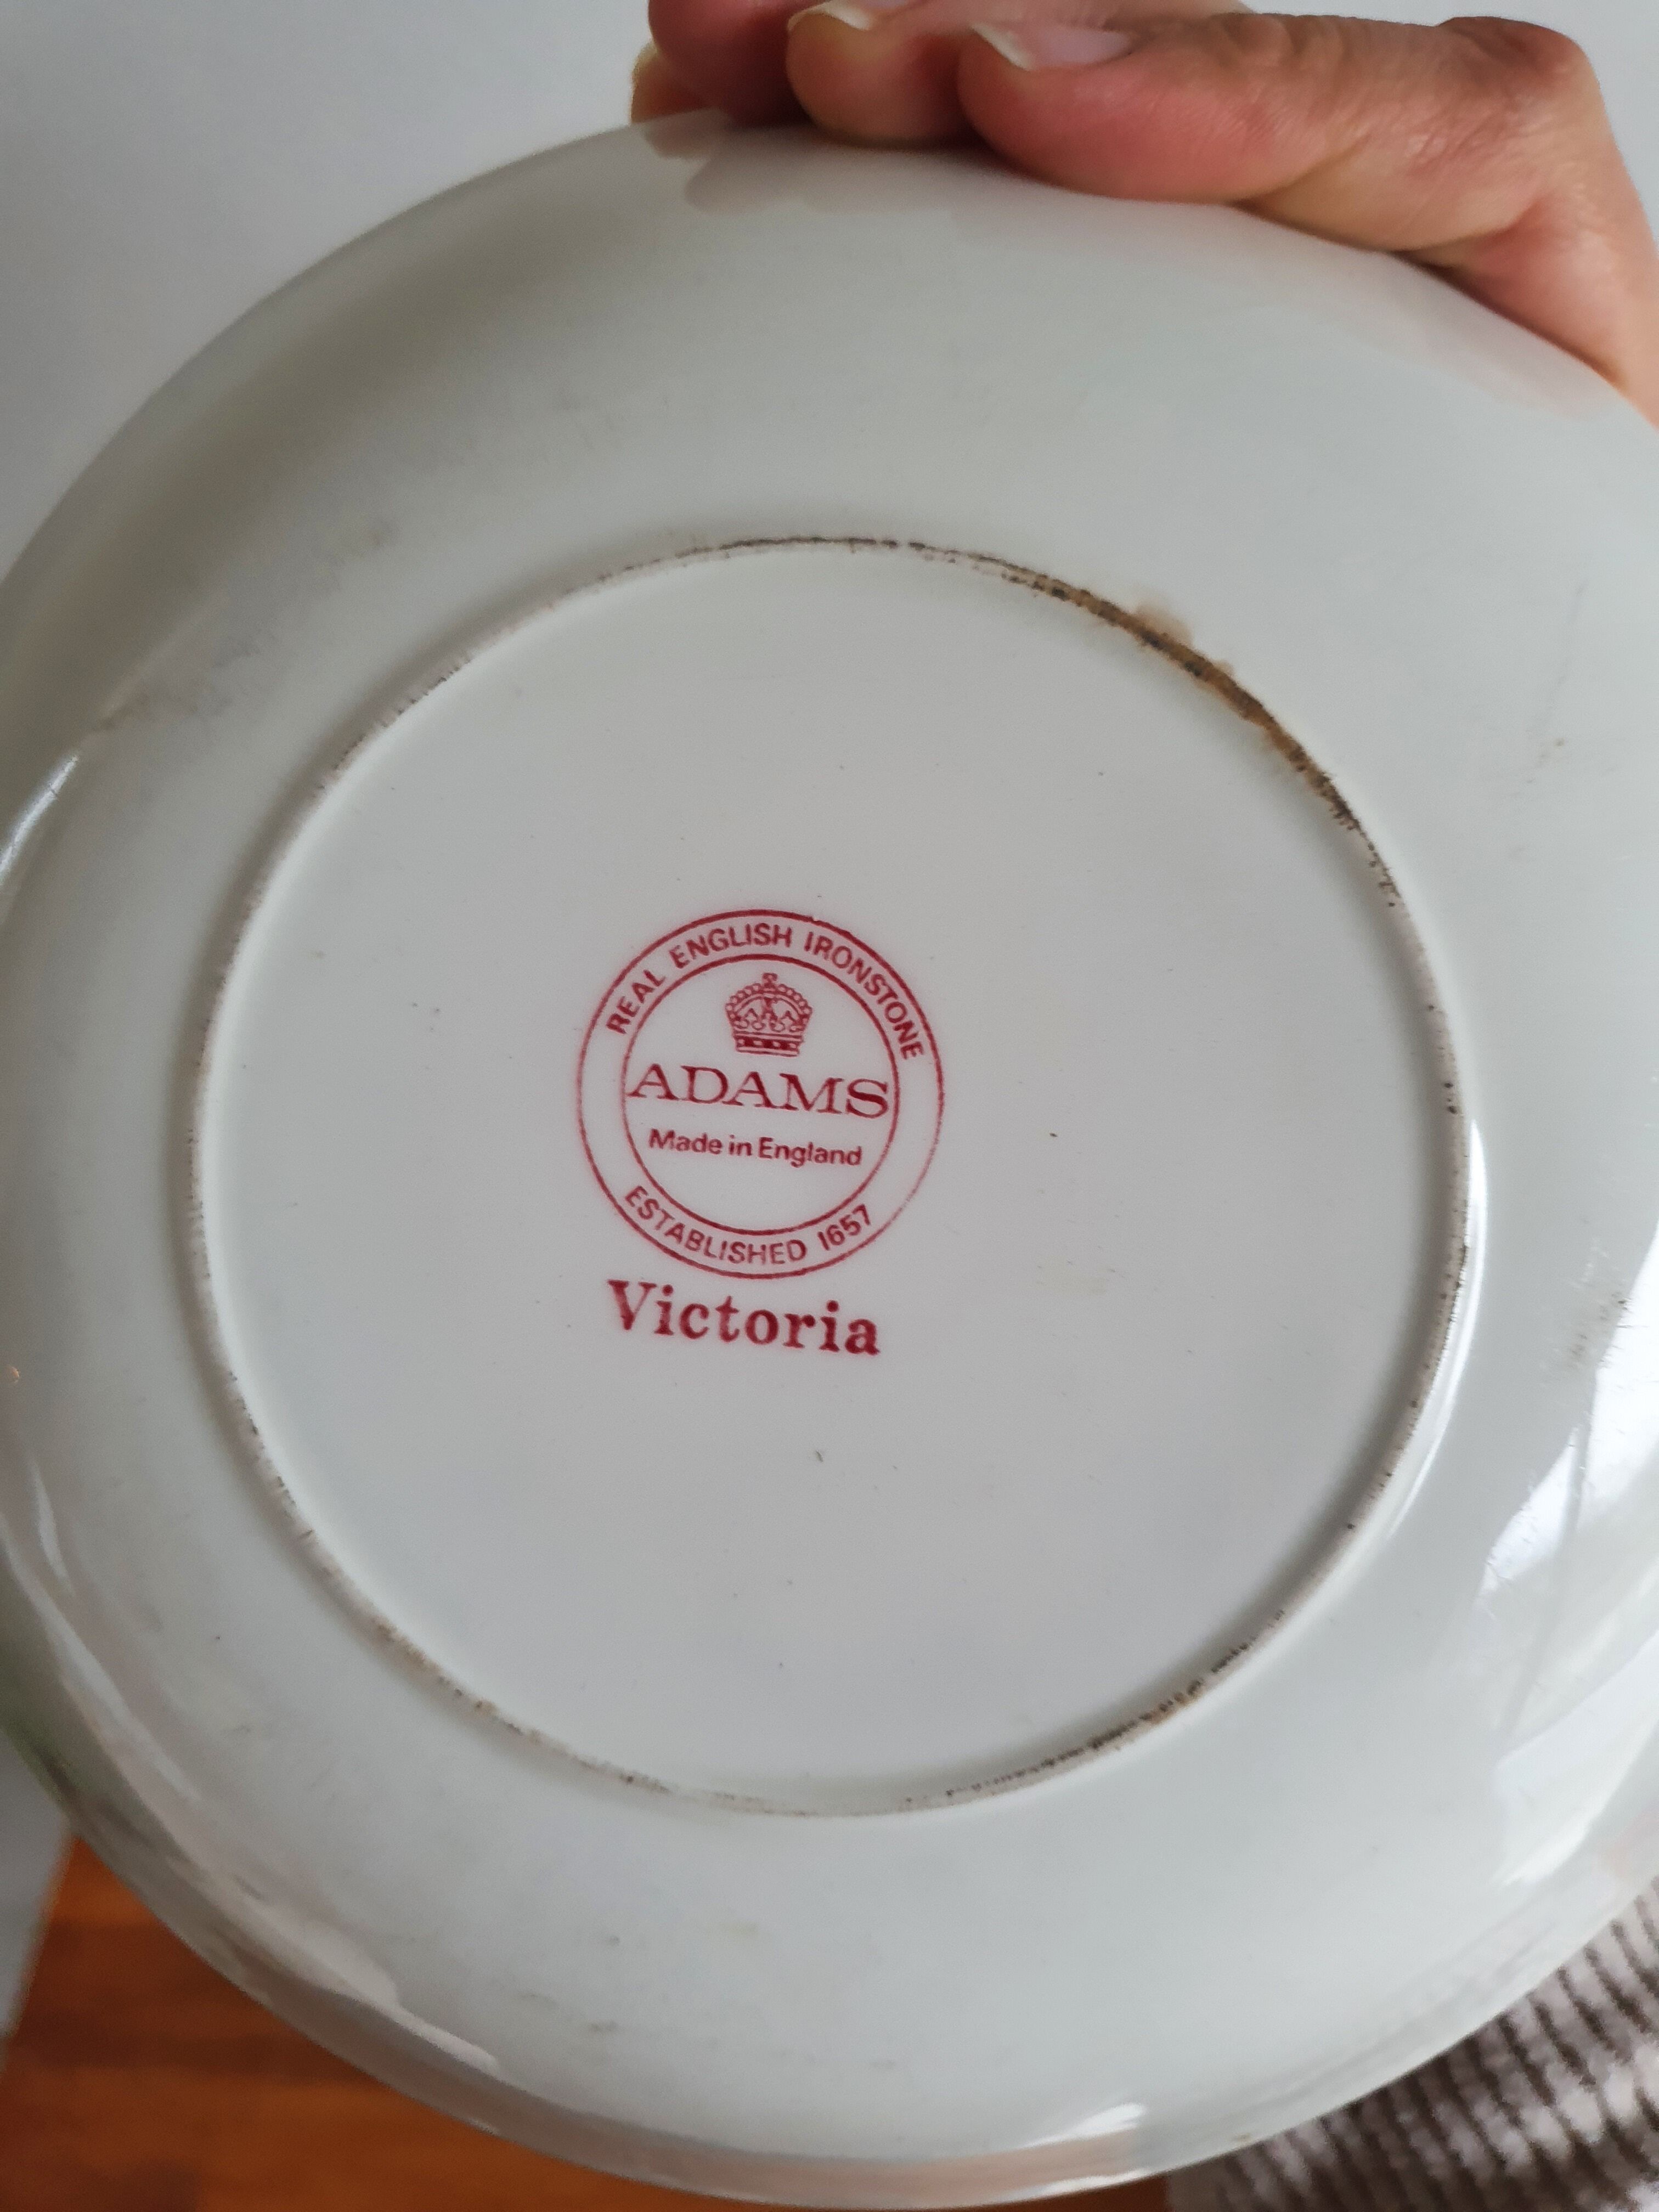 REAL ENGLISH IRONSTONE
ADAMS
Made in England
ESTABLISHED 1657
Victoria